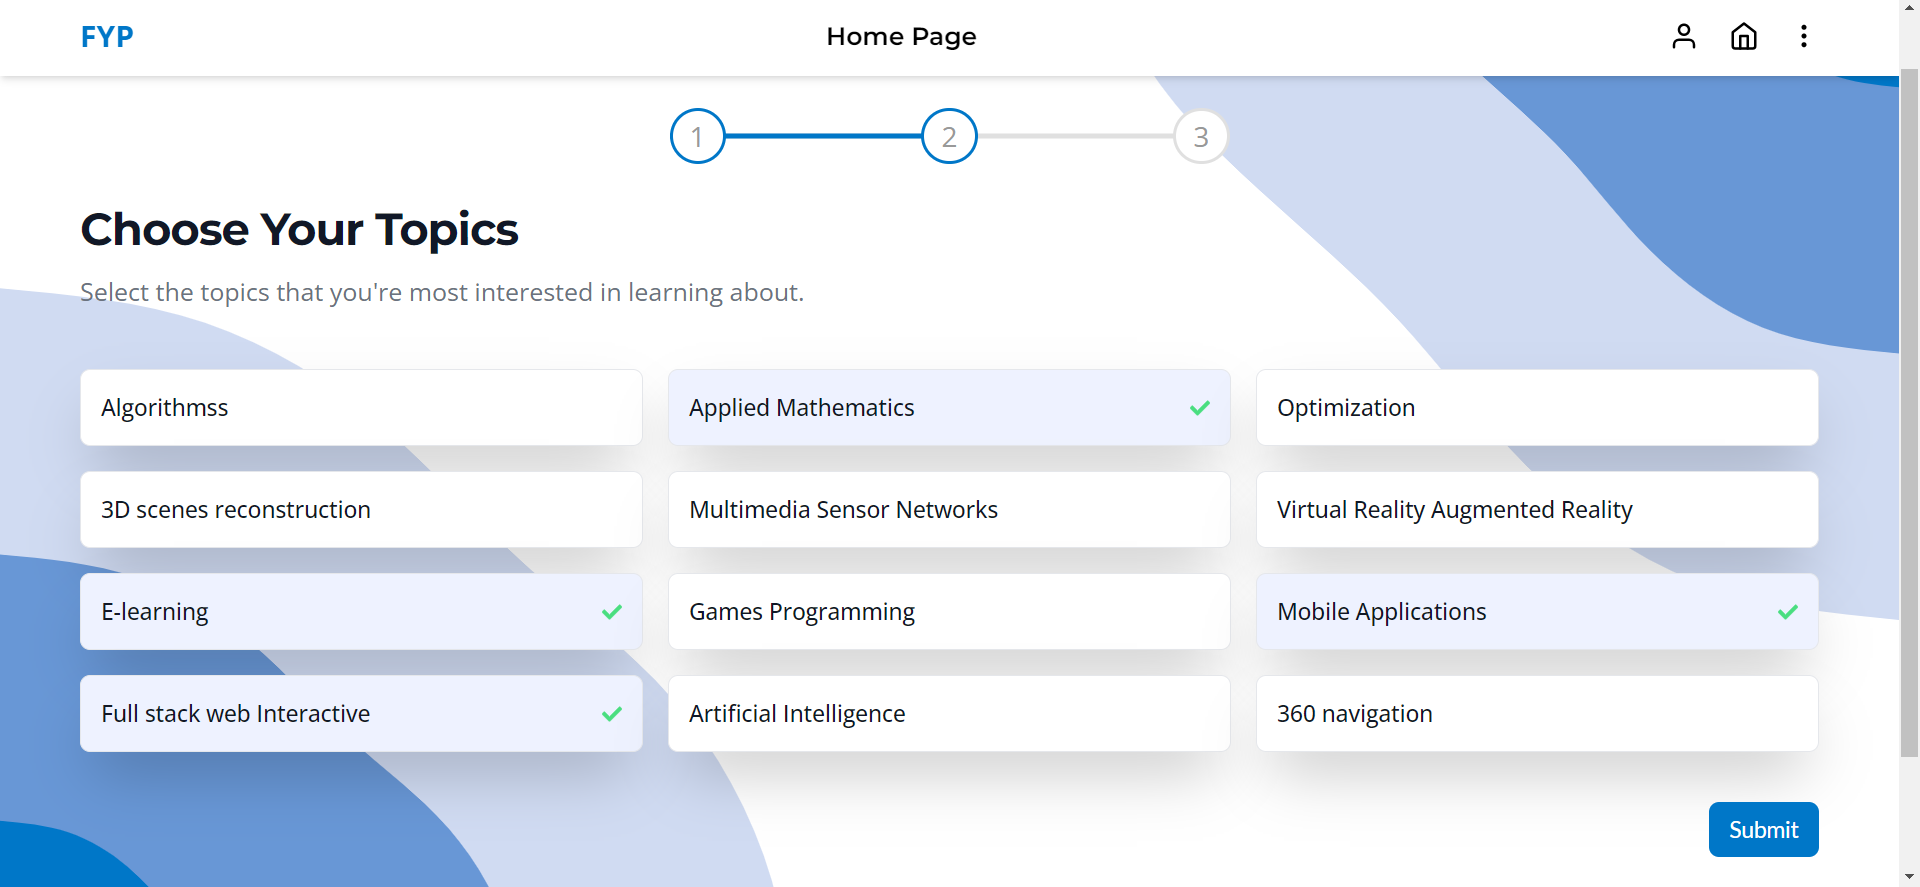 FYP
Home Page
1
2
3
Choose Your Topics
Select the topics that you're most interested in learning about.
Algorithmss
Applied Mathematics
Optimization
3D scenes reconstruction
Multimedia Sensor Networks
Virtual Reality Augmented Reality
E-learning
Games Programming
Mobile Applications
Full stack web Interactive
Artificial Intelligence
360 navigation
Submit